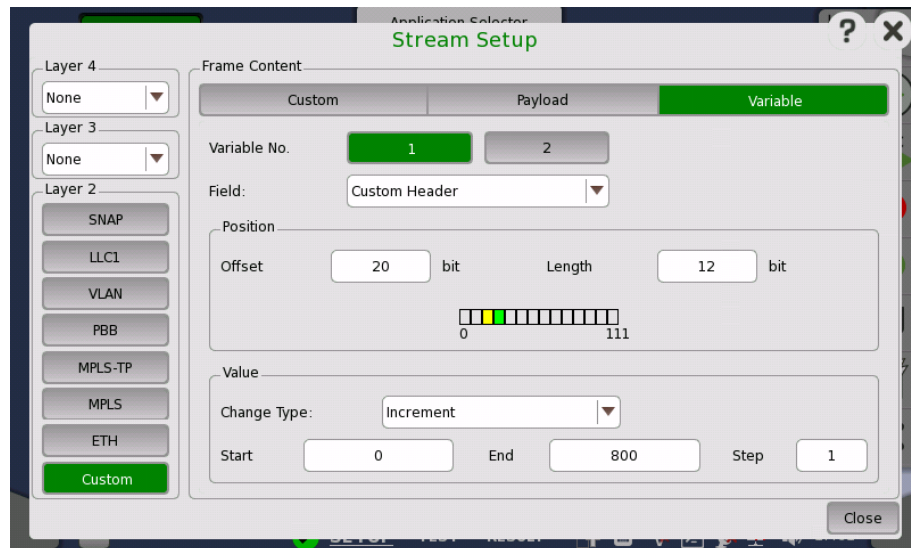 Application Selector
Stream Setup
?
Layer 4
None
Layer 3
None
Layer 2
SNAP
LLC1
VLAN
PBB
MPLS-TP
MPLS
ETH
Custom
Frame Content
Custom Payload Variable
Variable No. 1 2
Field: Custom Header
Position
Offset 20 bit Length 12 bit
0 111
Value
Change Type: Increment
Start 0 End 800 Step 1
Close